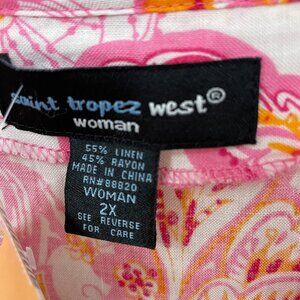 saint tropez west®
woman
55% LINEN
45% RAYON
MADE IN CHINA
RN#88820
WOMAN
2X
SEE REVERSE
FOR CARE